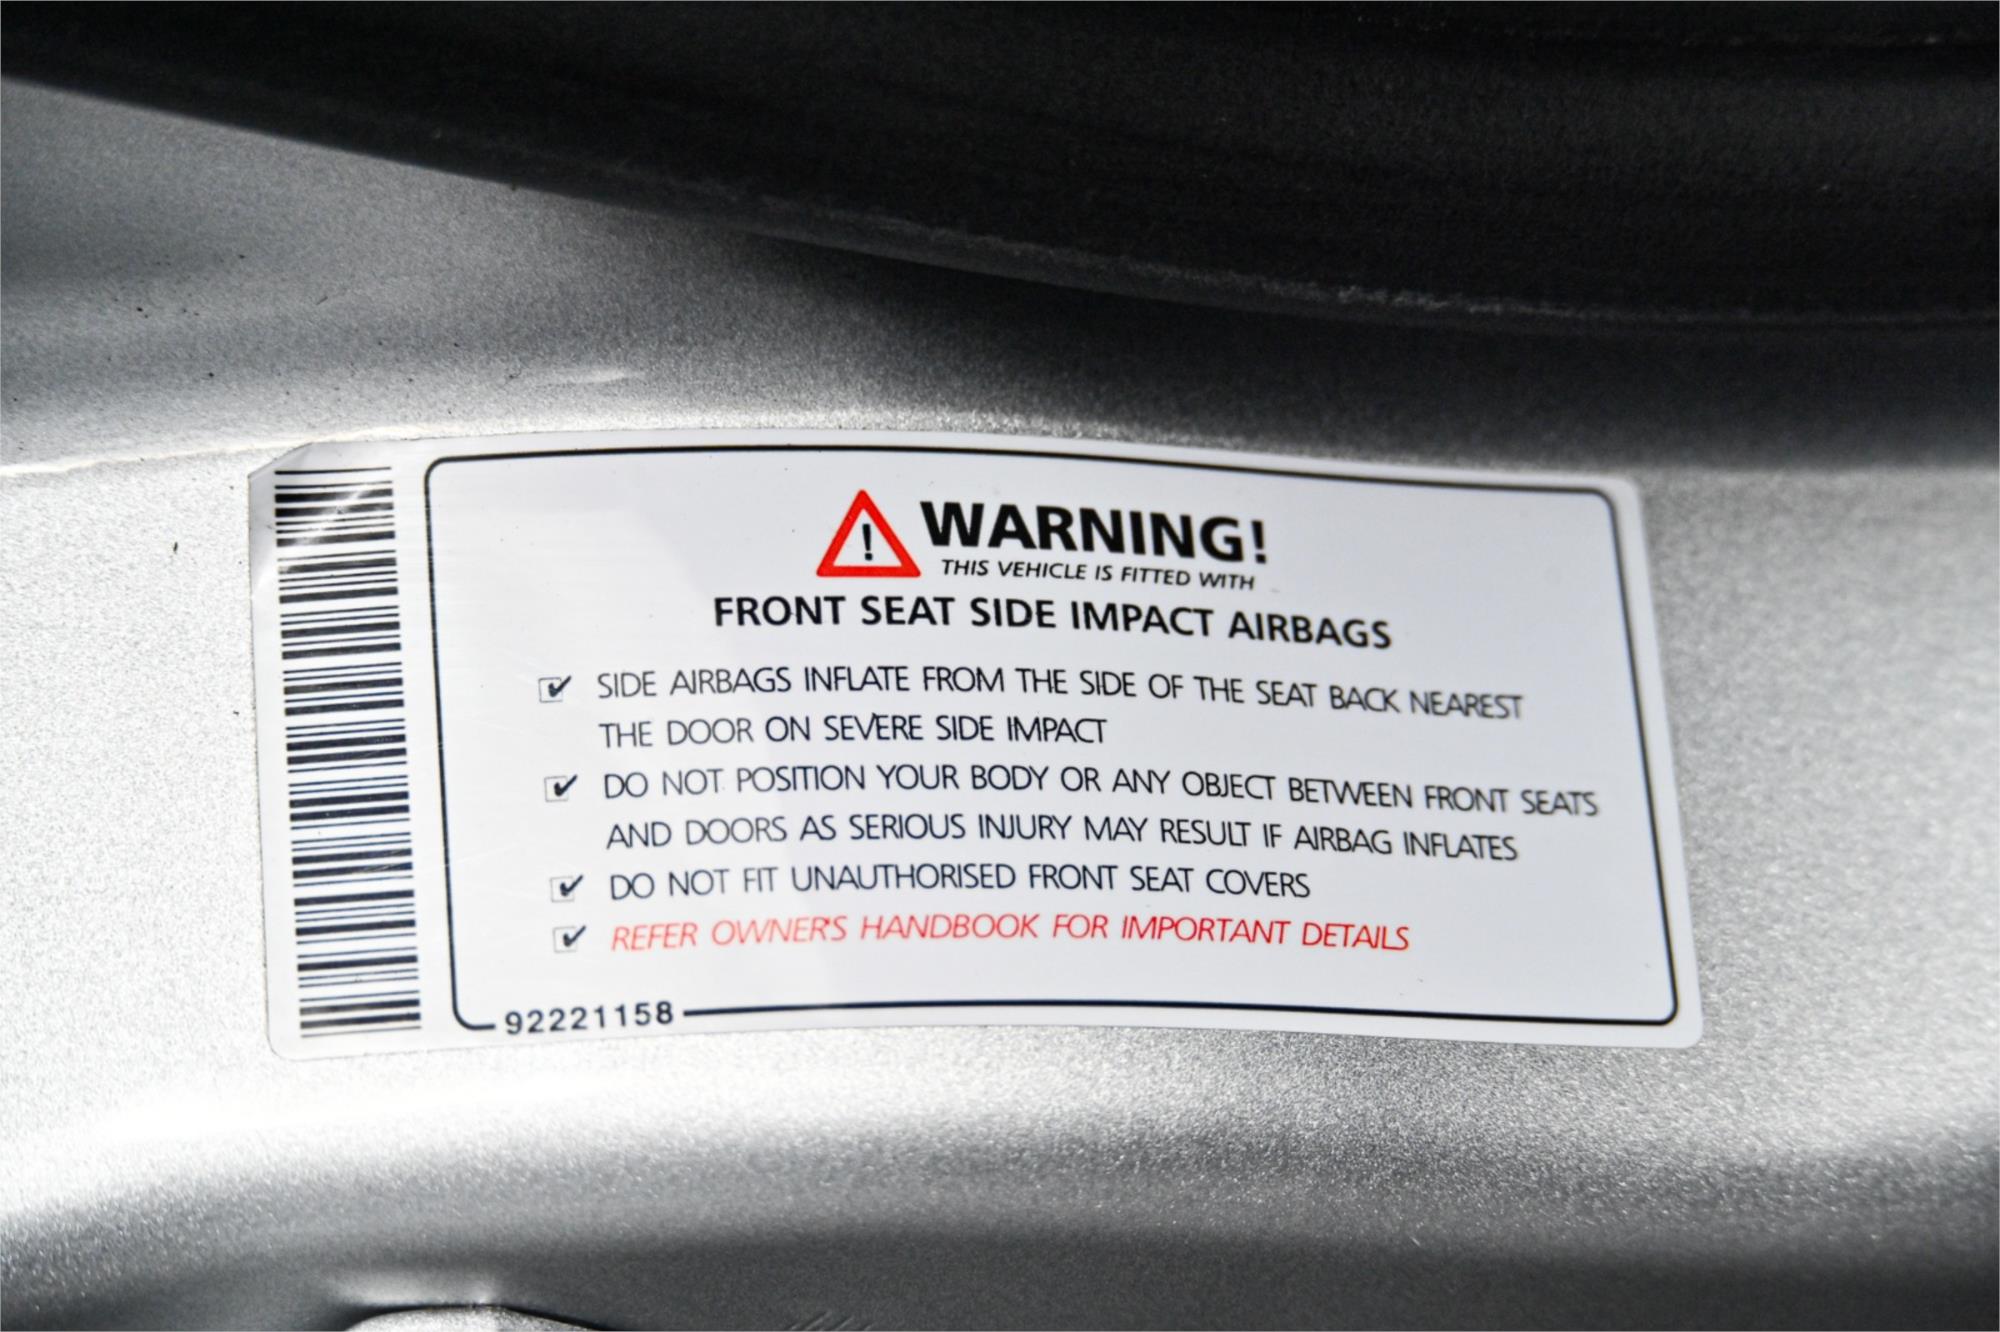 !
WARNING!
THIS VEHICLE IS FITTED WITH
FRONT SEAT SIDE IMPACT AIRBAGS
SIDE AIRBAGS INFLATE FROM THE SIDE OF THE SEAT BACK NEAREST
THE DOOR ON SEVERE SIDE IMPACT
DO NOT POSITION YOUR BODY OR ANY OBJECT BETWEEN FRONT SEATS
AND DOORS AS SERIOUS INJURY MAY RESULT IF AIRBAG INFLATES
DO NOT FIT UNAUTHORISED FRONT SEAT COVERS
REFER OWNER'S HANDBOOK FOR IMPORTANT DETAILS
92221158